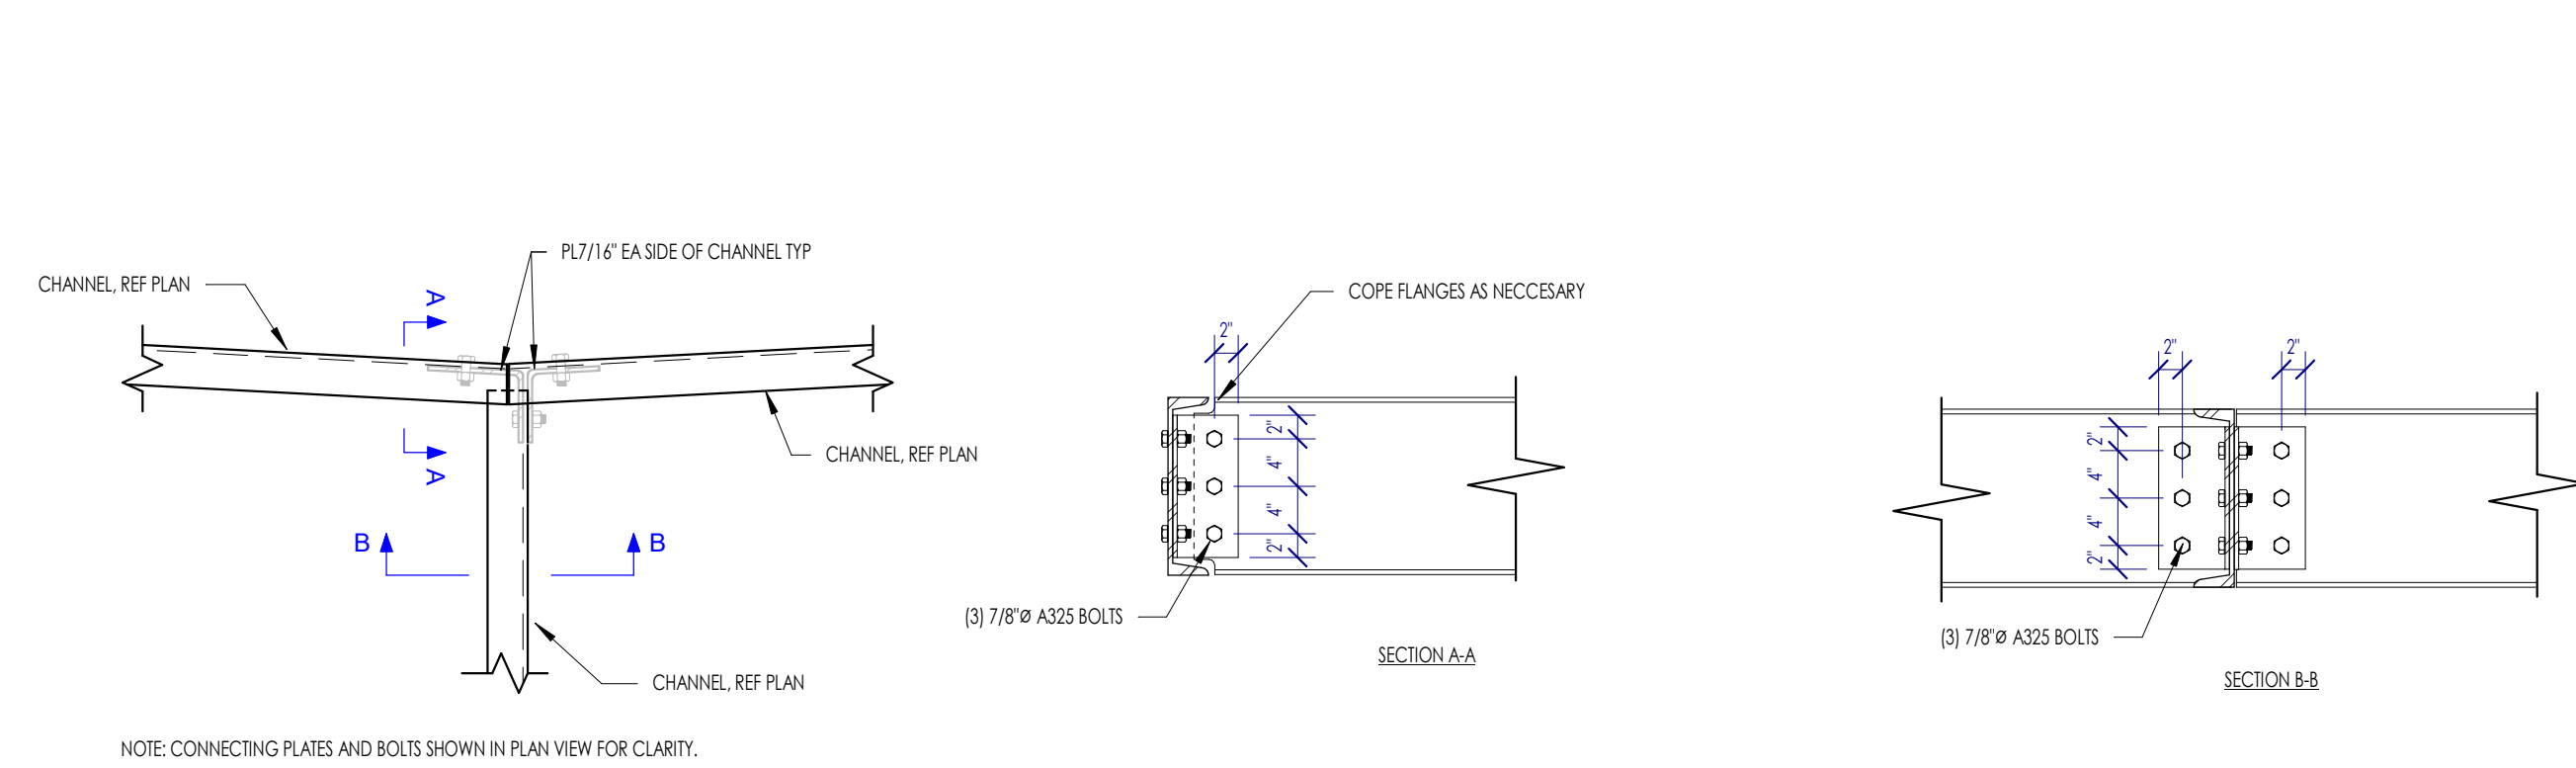 PL7/16" EA SIDE OF CHANNEL TYP
CHANNEL, REF PLAN
A
A
CHANNEL, REF PLAN
B
B
CHANNEL, REF PLAN
NOTE: CONNECTING PLATES AND BOLTS SHOWN IN PLAN VIEW FOR CLARITY.
COPE FLANGES AS NECCESARY
2"
2"
4"
4"
2"
(3) 7/8"Ø A325 BOLTS
SECTION A-A
2"
2"
2"
4"
4"
2"
(3) 7/8"Ø A325 BOLTS
SECTION B-B